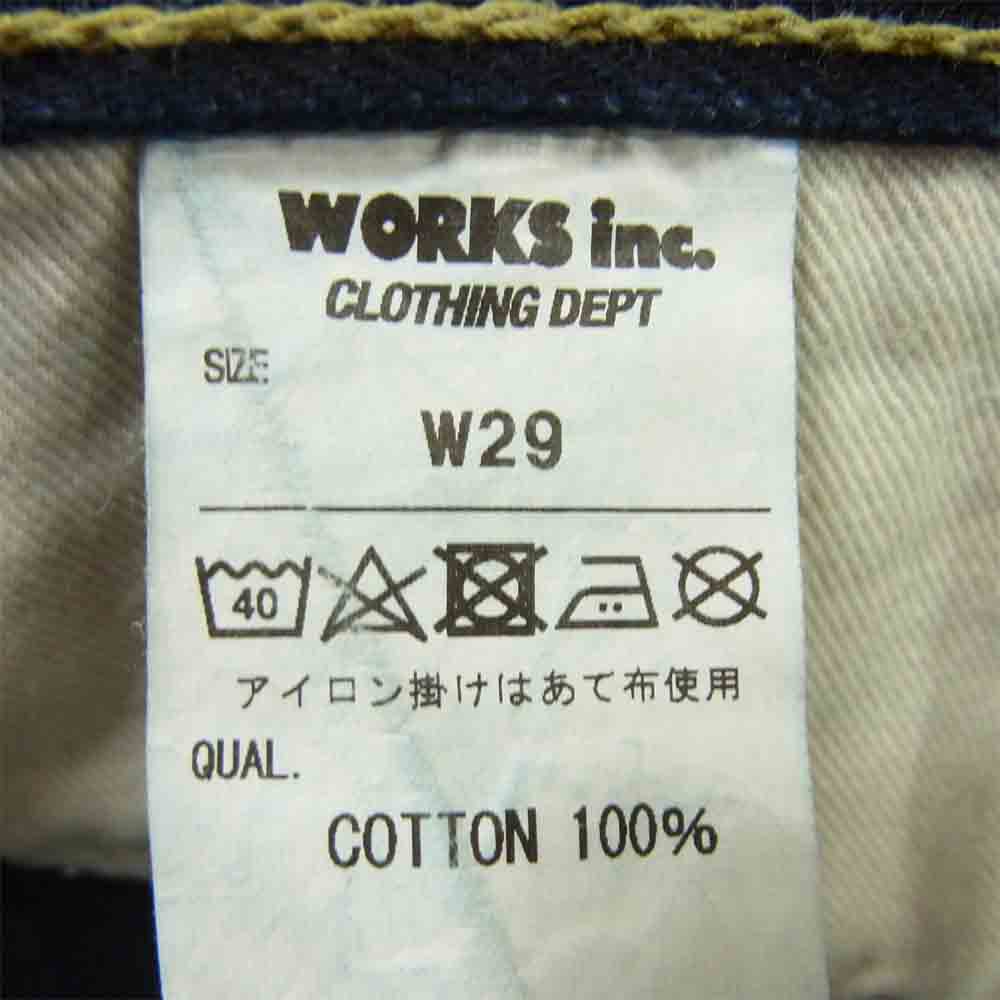 WORKS inc.
CLOTHING DEPT
SIZE
W29
40
アイロン掛けはあて布使用
QUAL.
COTTON 100%